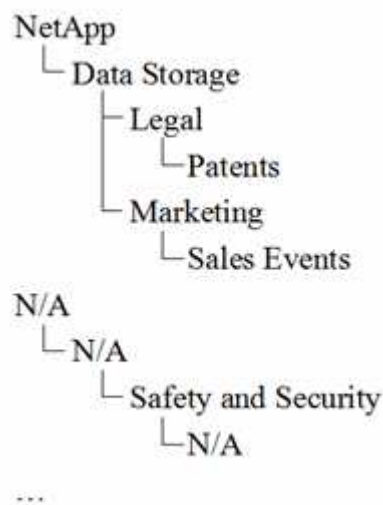 NetApp
Data Storage
Legal
Patents
Marketing
Sales Events
N/A
N/A
Safety and Security
N/A
...